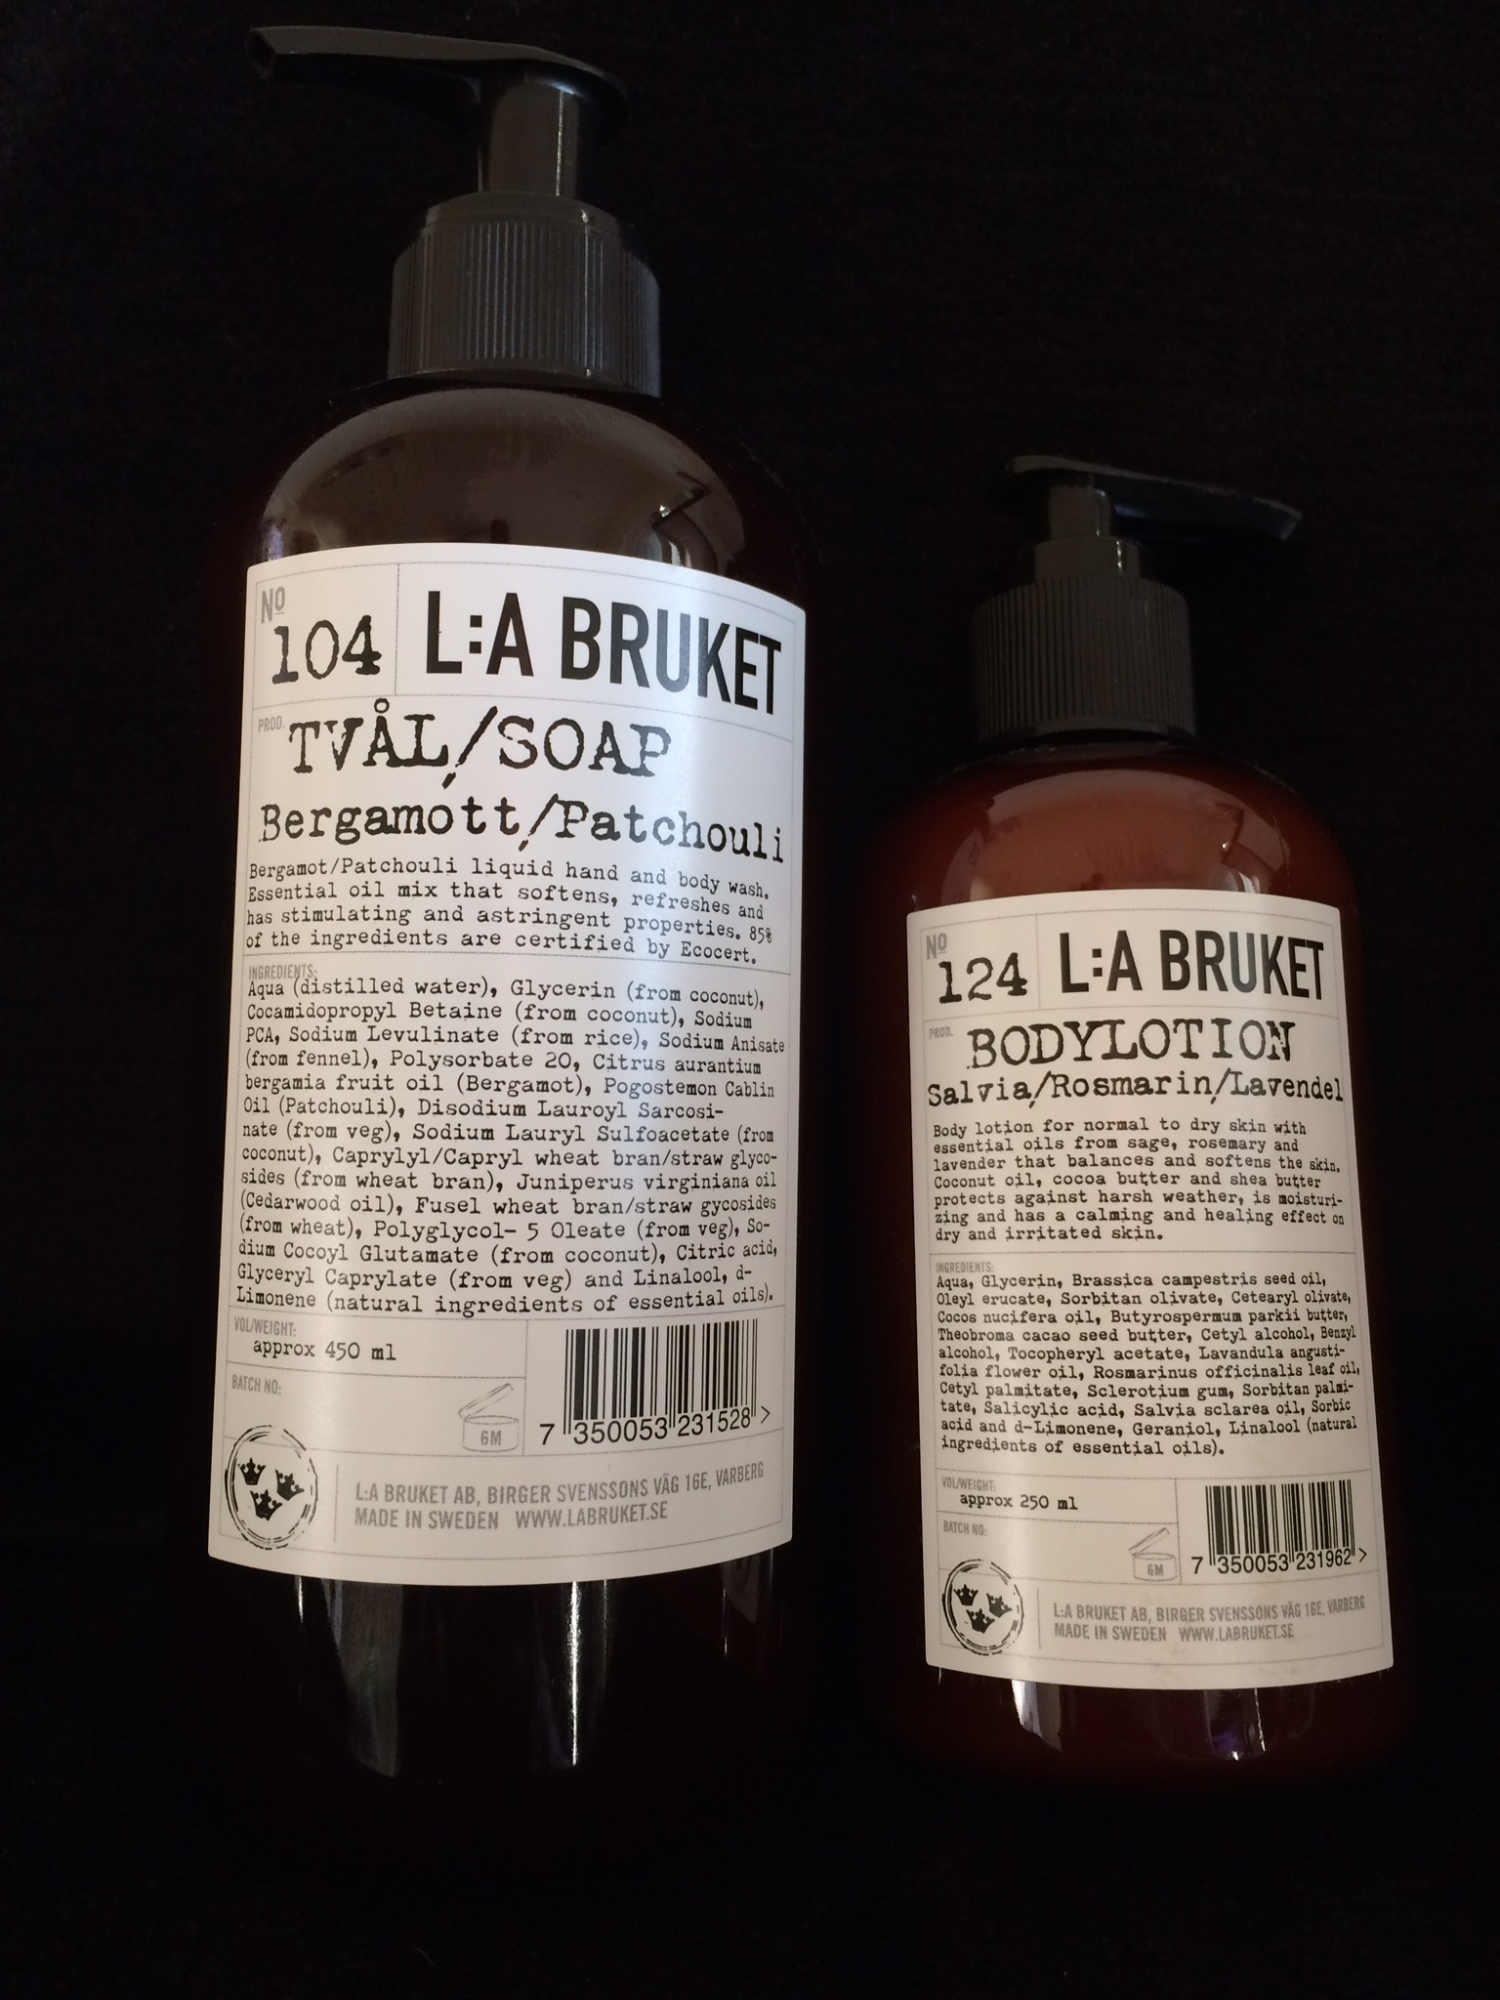 No
104
L:A BRUKET
PROD.
TVÅL/SOAP
Bergamott/Patchouli
Bergamot/Patchouli liquid hand and body wash.
Essential oil mix that softens, refreshes and
has stimulating and astringent properties. 85%
of the ingredients are certified by Ecocert.
INGREDIENTS:
Aqua (distilled water), Glycerin (from coconut),
Cocamidopropyl Betaine (from coconut), Sodium
PCA, Sodium Levulinate (from rice), Sodium Anisate
(from fennel), Polysorbate 20, Citrus aurantium
bergamia fruit oil (Bergamot), Pogostemon Cablin
Oil (Patchouli), Disodium Lauroyl Sarcosi-
nate (from veg), Sodium Lauryl Sulfoacetate (from
coconut), Caprylyl/Capryl wheat bran/straw glyco-
sides (from wheat bran), Juniperus virginiana oil
(Cedarwood oil), Fusel wheat bran/straw gycosides
(from wheat), Polyglycol- 5 Oleate (from veg), So-
dium Cocoyl Glutamate (from coconut), Citric acid,
Glyceryl Caprylate (from veg) and Linalool, d-
Limonene (natural ingredients of essential oils).
VOL/WEIGHT:
approx 450 ml
BATCH NO:
6M
7 350053 231528 >
L:A BRUKET AB, BIRGER SVENSSONS VÄG 16E, VARBERG
MADE IN SWEDEN WWW.LABRUKET.SE
No
124
L:A BRUKET
PROD.
BODYLOTION
Salvia/Rosmarin/Lavendel
Body lotion for normal to dry skin with
essential oils from sage, rosemary and
lavender that balances and softens the skin.
Coconut oil, cocoa butter and shea butter
protects against harsh weather, is moisturi-
zing and has a calming and healing effect on
dry and irritated skin.
INGREDIENTS:
Aqua, Glycerin, Brassica campestris seed oil,
Oleyl erucate, Sorbitan olivate, Cetearyl olivate,
Cocos nucifera oil, Butyrospermum parkii butter,
Theobroma cacao seed butter, Cetyl alcohol, Benzyl
alcohol, Tocopheryl acetate, Lavandula angusti-
folia flower oil, Rosmarinus officinalis leaf oil,
Cetyl palmitate, Sclerotium gum, Sorbitan palmi-
tate, Salicylic acid, Salvia sclarea oil, Sorbic
acid and d-Limonene, Geraniol, Linalool (natural
ingredients of essential oils).
VOL/WEIGHT:
approx 250 ml
BATCH NO:
6M
7 350053 231962 >
L:A BRUKET AB, BIRGER SVENSSONS VÄG 16E, VARBERG
MADE IN SWEDEN WWW.LABRUKET.SE